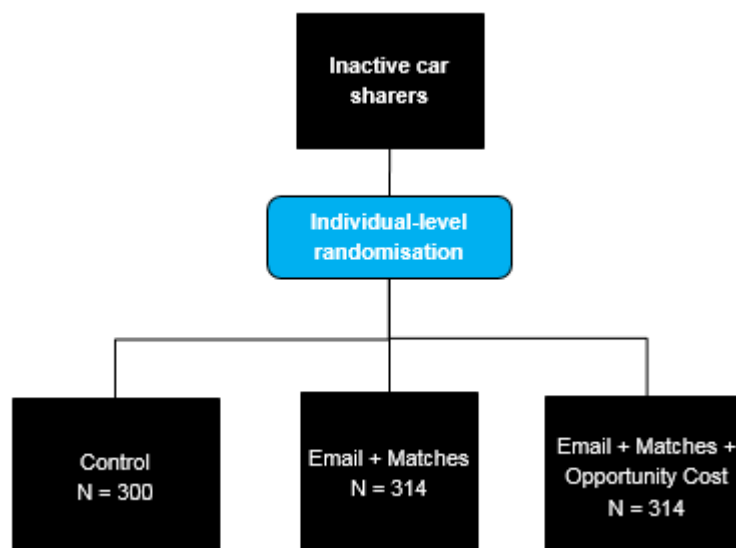 Inactive car
sharers
Individual-level
randomisation
Control
N = 300
Email + Matches
N = 314
Email + Matches +
Opportunity Cost
N = 314